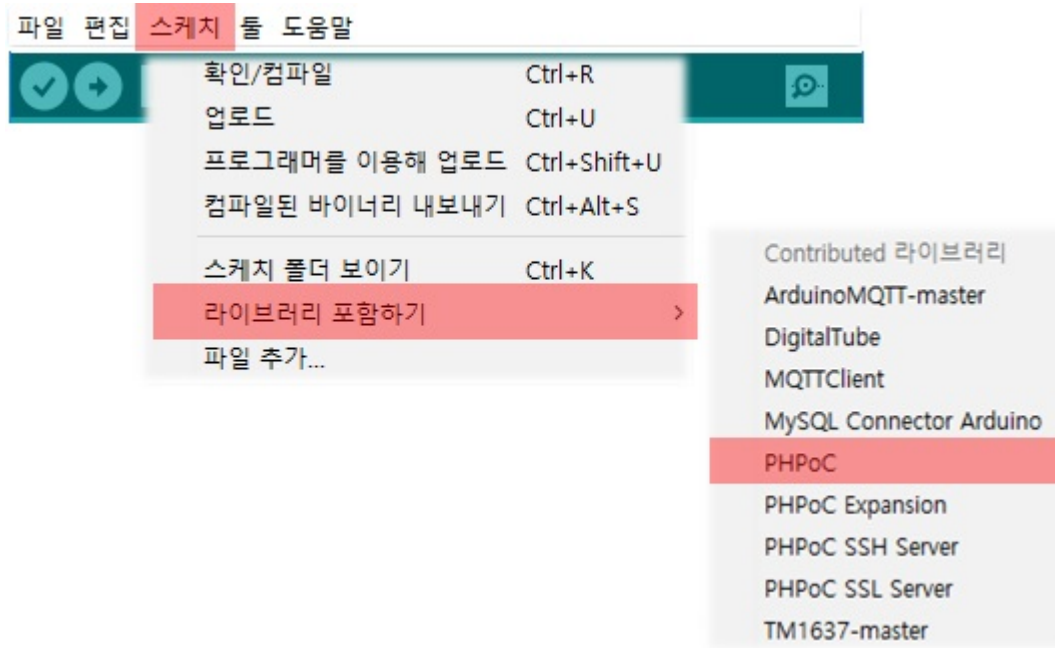 파일 편집 스케치 툴 도움말
확인/컴파일 Ctrl+R
업로드 Ctrl+U
프로그래머를 이용해 업로드 Ctrl+Shift+U
컴파일된 바이너리 내보내기 Ctrl+Alt+S
스케치 폴더 보이기 Ctrl+K
라이브러리 포함하기 >
파일 추가...
Contributed 라이브러리
ArduinoMQTT-master
DigitalTube
MQTTClient
MySQL Connector Arduino
PHPoC
PHPoC Expansion
PHPoC SSH Server
PHPoC SSL Server
TM1637-master